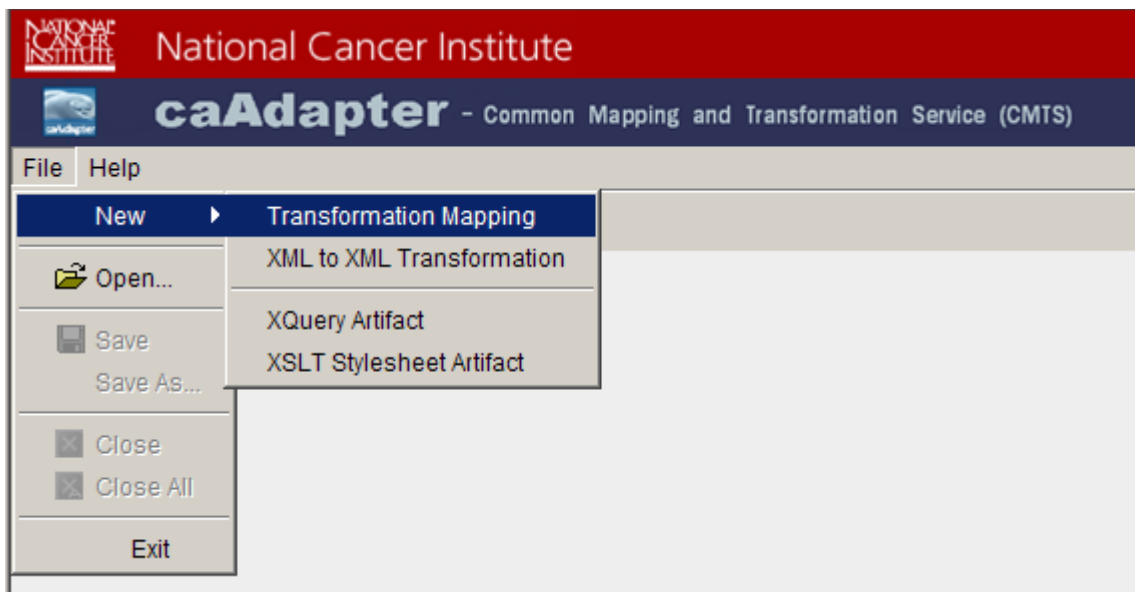 NATIONAL
CANCER
INSTITUTE
National Cancer Institute
caAdapter
caAdapter - Common Mapping and Transformation Service (CMTS)
File Help
New
Transformation Mapping
XML to XML Transformation
Open...
XQuery Artifact
Save
XSLT Stylesheet Artifact
Save As...
Close
Close All
Exit